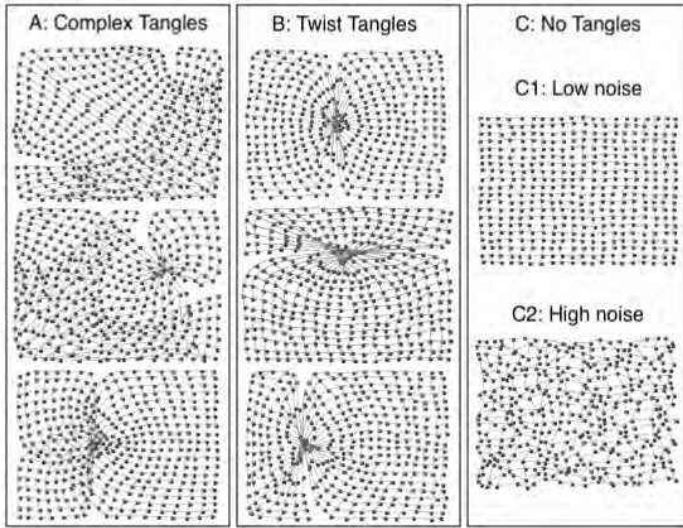 A: Complex Tangles
B: Twist Tangles
C: No Tangles
C1: Low noise
C2: High noise